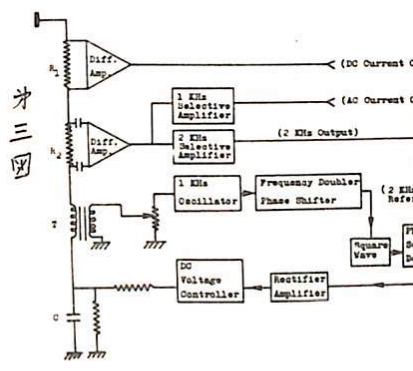 第三図
R1
Diff.
Amp.
(DC Current
1 KHz
Selective
Amplifier
(AC Current
R2
Diff.
Amp.
2 KHz
Selective
Amplifier
(2 KHz Output)
T
1 KHz
Oscillator
Frequency Doubler
Phase Shifter
(2 KHz
Refer
Square
Wave
DC
Voltage
Controller
Rectifier
Amplifier
C